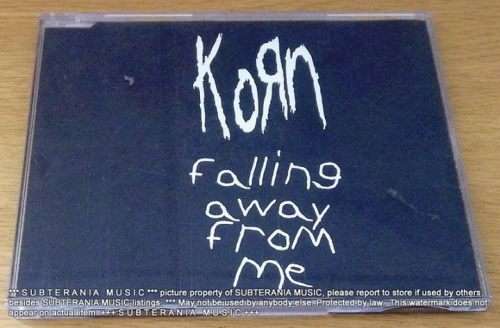 KoЯn
falling
away
from
me
*** S U B T E R A N I A   M U S I C *** picture property of SUBTERANIA MUSIC, please report to store if used by others
besides SUBTERANIA MUSIC listings. *** May not be used by anybody else. Protected by law - This watermark does not
appear on actual item! +++ S U B T E R A N I A   M U S I C +++